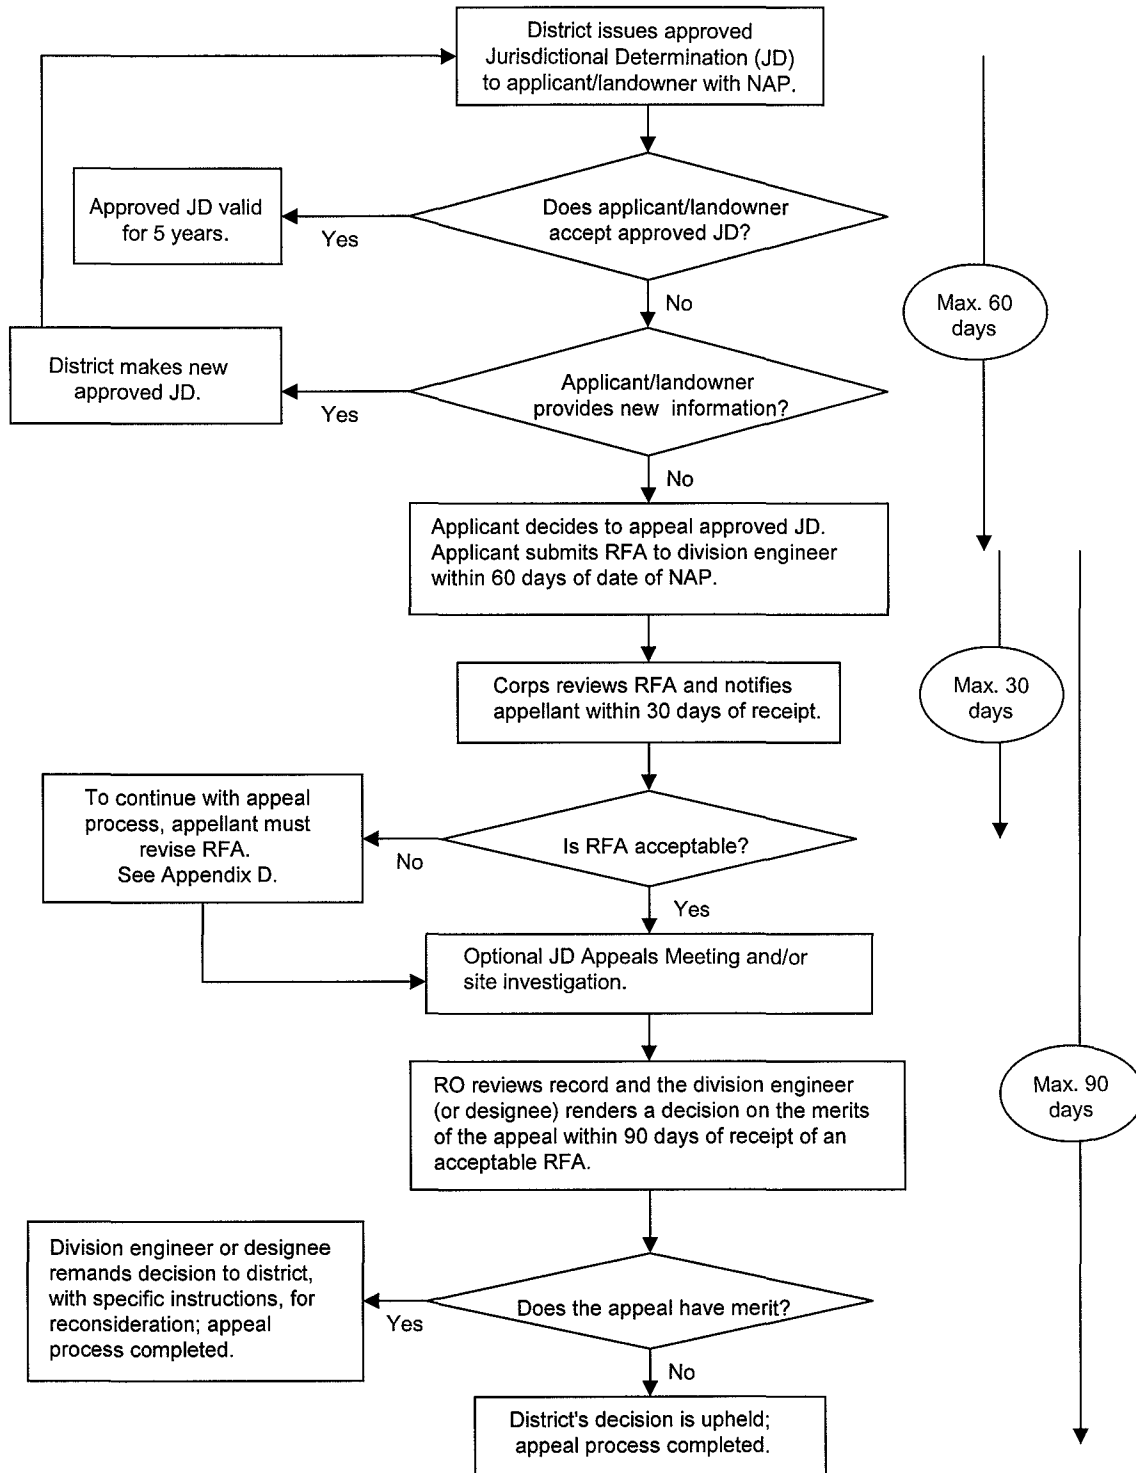 District issues approved
Jurisdictional Determination (JD)
to applicant/landowner with NAP.
Does applicant/landowner
accept approved JD?
Yes
Approved JD valid
for 5 years.
No
Max. 60
days
Applicant/landowner
provides new information?
Yes
District makes new
approved JD.
No
Applicant decides to appeal approved JD.
Applicant submits RFA to division engineer
within 60 days of date of NAP.
Corps reviews RFA and notifies
appellant within 30 days of receipt.
Max. 30
days
Is RFA acceptable?
No
To continue with appeal
process, appellant must
revise RFA.
See Appendix D.
Yes
Optional JD Appeals Meeting and/or
site investigation.
RO reviews record and the division engineer
(or designee) renders a decision on the merits
of the appeal within 90 days of receipt of an
acceptable RFA.
Max. 90
days
Does the appeal have merit?
Yes
Division engineer or designee
remands decision to district,
with specific instructions, for
reconsideration; appeal
process completed.
No
District's decision is upheld;
appeal process completed.